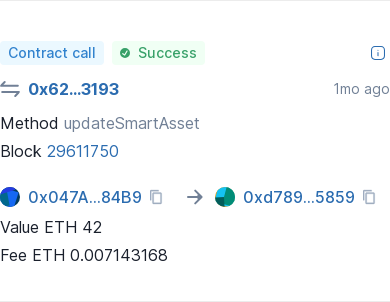 Contract call Success
0x62...3193 1mo ago
Method updateSmartAsset
Block 29611750
0x047A...84B9 0xd789...5859
Value ETH 42
Fee ETH 0.007143168